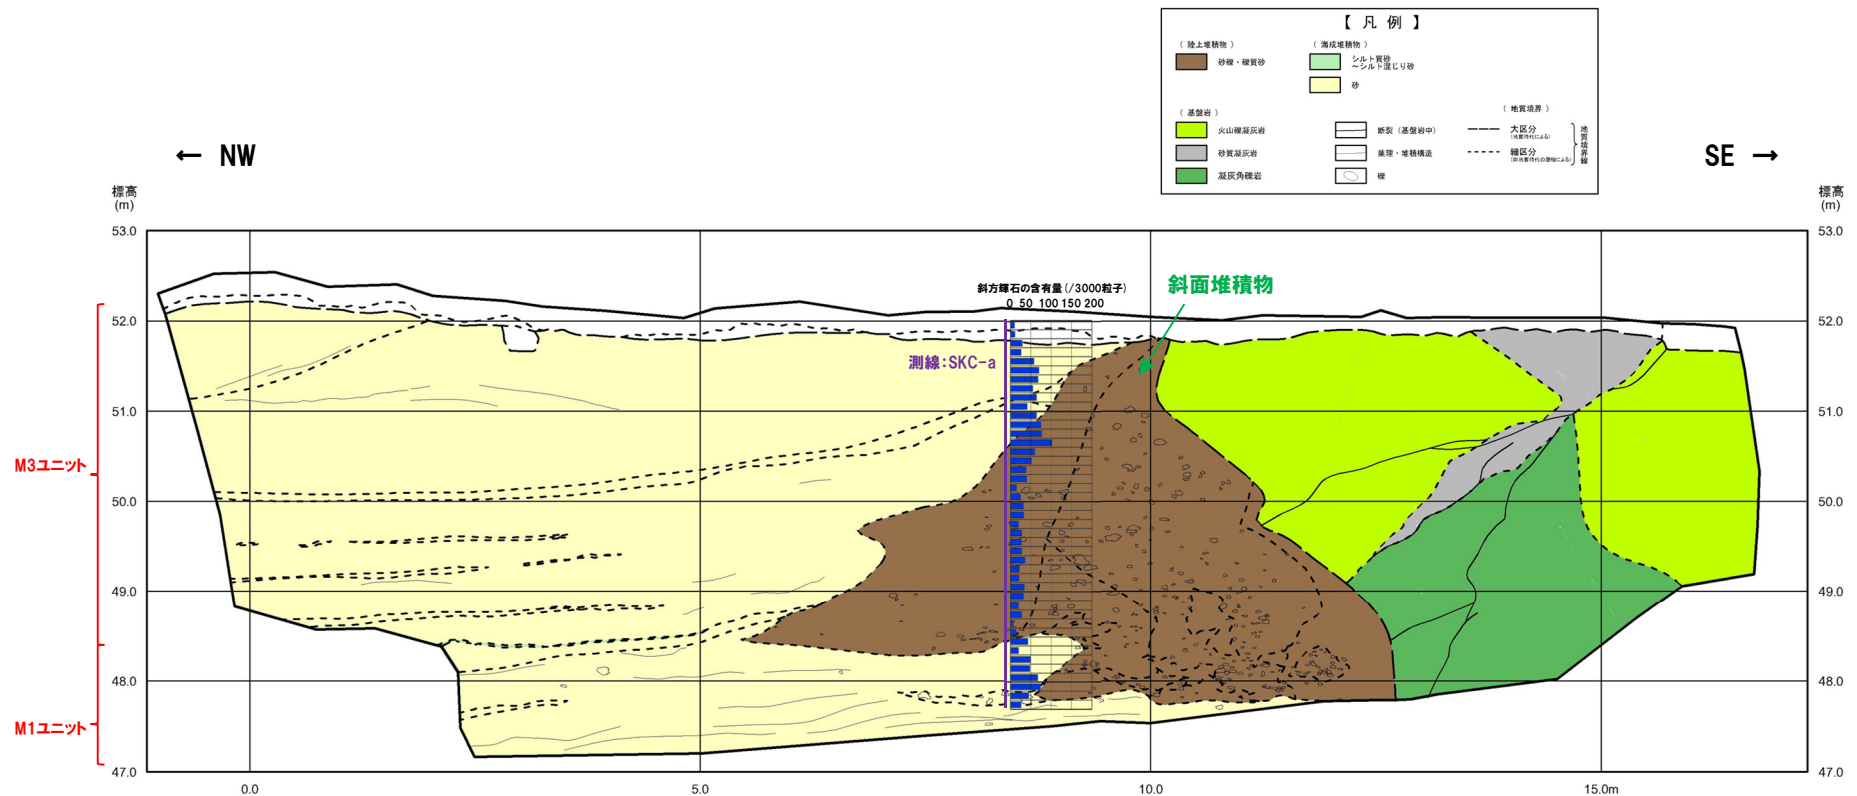 【 凡 例 】
( 陸上堆積物 )
砂礫・礫質砂
( 海成堆積物 )
シルト質砂
～シルト混じり砂
砂
( 基盤岩 )
火山礫凝灰岩
砂質凝灰岩
凝灰角礫岩
断裂 (基盤岩中)
葉理・堆積構造
礫
( 地質境界 )
大区分
(地質時代による)
細区分
地質境界線
← NW
SE →
標高
(m)
標高
(m)
53.0
52.0
51.0
50.0
49.0
48.0
47.0
53.0
52.0
51.0
50.0
49.0
48.0
47.0
M3ユニット
M1ユニット
斜方輝石の含有量(/3000粒子)
0 50 100 150 200
測線:SKC-a
斜面堆積物
0.0
5.0
10.0
15.0m